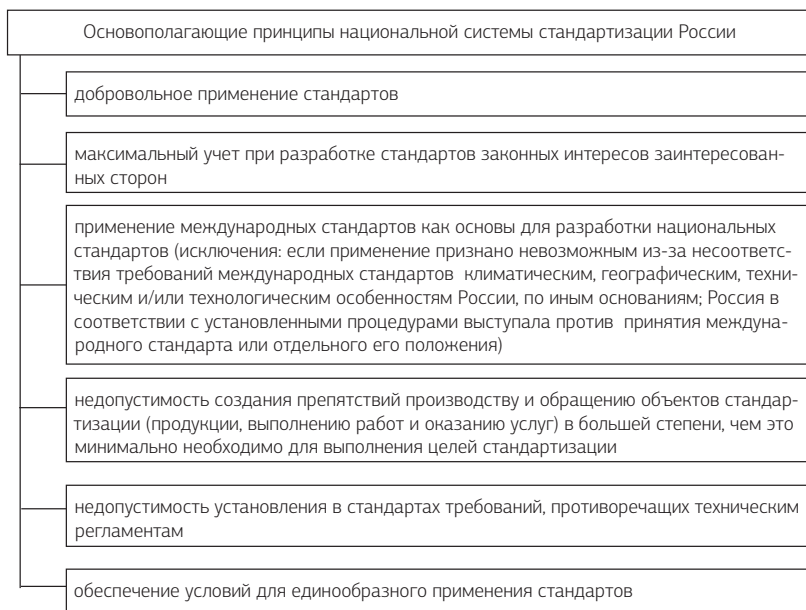 Основополагающие принципы национальной системы стандартизации России
добровольное применение стандартов
максимальный учет при разработке стандартов законных интересов заинтересован-
ных сторон
применение международных стандартов как основы для разработки национальных
стандартов (исключения: если применение признано невозможным из-за несоответс-
твия требований международных стандартов климатическим, географическим, техни-
ческим и/или технологическим особенностям России, по иным основаниям; Россия в
соответствии с установленными процедурами выступала против принятия междуна-
родного стандарта или отдельного его положения)
недопустимость создания препятствий производству и обращению объектов стандар-
тизации (продукции, выполнению работ и оказанию услуг) в большей степени, чем это
минимально необходимо для выполнения целей стандартизации
недопустимость установления в стандартах требований, противоречащих техническим
регламентам
обеспечение условий для единообразного применения стандартов